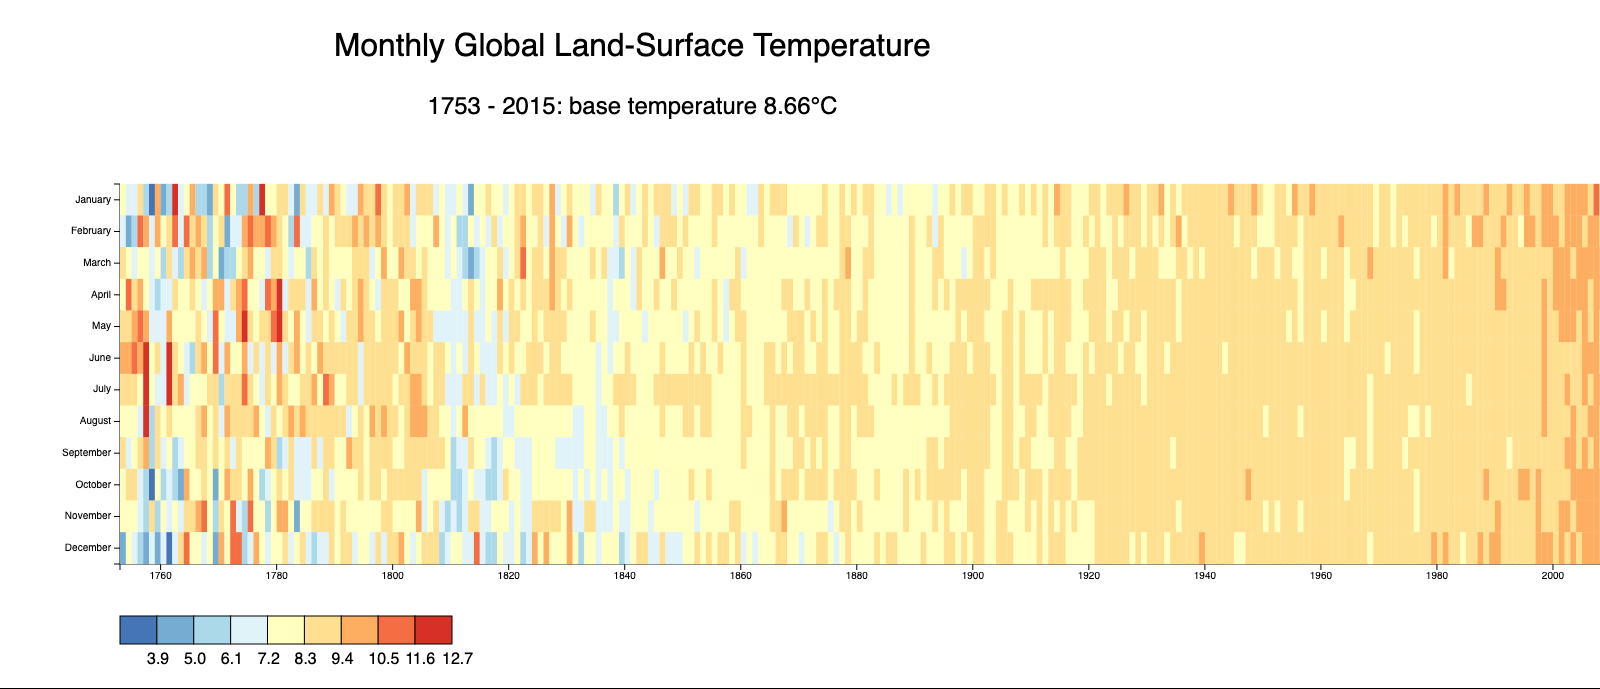 Monthly Global Land-Surface Temperature
1753 - 2015: base temperature 8.66℃
January
February
March
April
May
June
July
August
September
October
November
December
1760 1780 1800 1820 1840 1860 1880 1900 1920 1940 1960 1980 2000
3.9 5.0 6.1 7.2 8.3 9.4 10.5 11.6 12.7